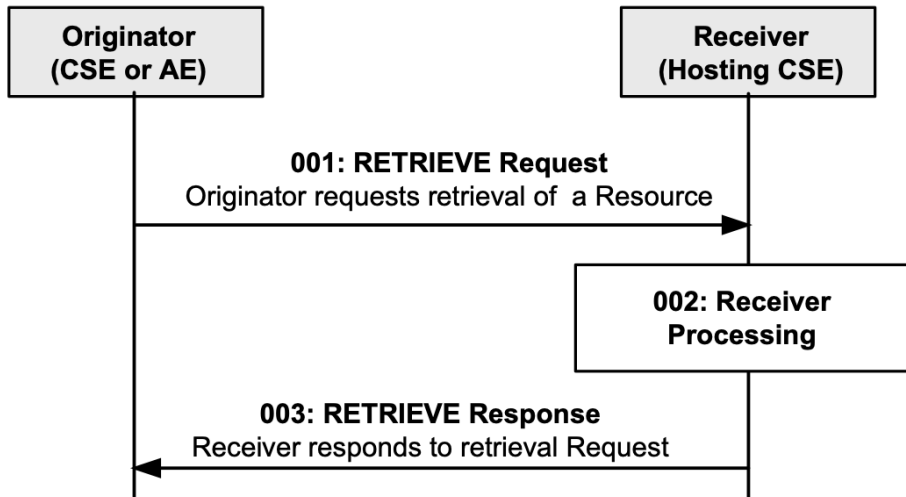 Originator
(CSE or AE)
Receiver
(Hosting CSE)
001: RETRIEVE Request
Originator requests retrieval of a Resource
002: Receiver
Processing
003: RETRIEVE Response
Receiver responds to retrieval Request